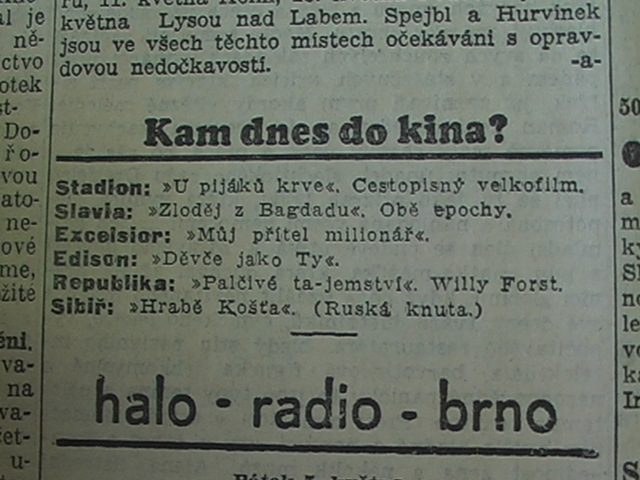 května Lysou nad Labem. Spejbl a Hurvínek
jsou ve všech těchto místech očekáváni s oprav-
dovou nedočkavostí. -a-
Kam dnes do kina?
Stadion: »U pijáků krve«. Cestopisný velkofilm.
Slavia: »Zloděj z Bagdadu«. Obě epochy.
Excelsior: »Můj přítel milionář«.
Edison: »Děvče jako Ty«.
Republika: »Palčivé ta-jemství«. Willy Forst.
Sibiř: »Hrabě Košťa«. (Ruská knuta.)
halo - radio - brno